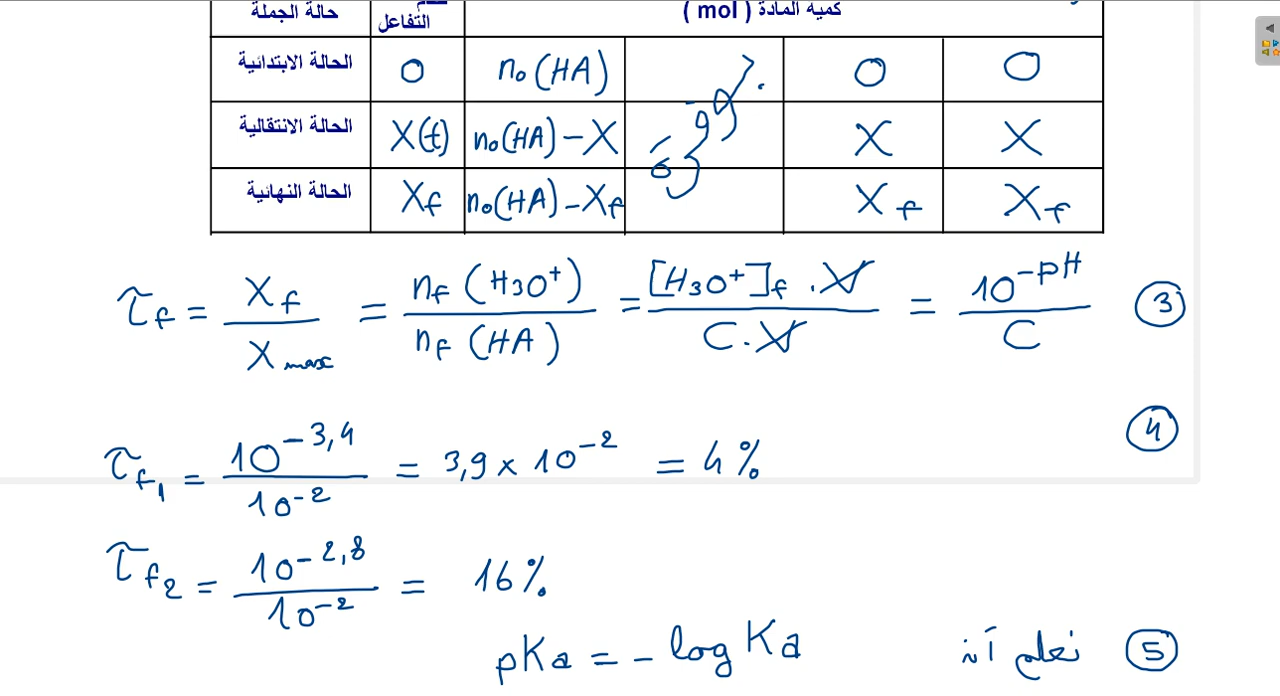 حالة الجملة | التفاعل | كمية المادة ( mol )
الحالة الابتدائية | 0 | n₀(HA) | بوفرة | 0 | 0
الحالة الانتقالية | X(t) | n₀(HA) – X | X | X
الحالة النهائية | Xf | n₀(HA) – Xf | Xf | Xf
τf = Xf / Xmax = nf (H3O⁺) / nf (HA) = [H3O⁺]f . V / C . V = 10^-pH / C ③
④
τf₁ = 10^-3,4 / 10^-2 = 3,9 × 10^-2 = 4%
τf2 = 10^-2,8 / 10^-2 = 16%
⑤ نعلم أن pKa = – log Ka